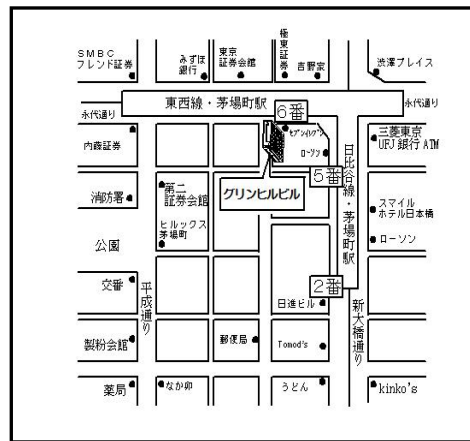 SMBC
フレンド証券
みずほ
銀行
東京
証券会館
極東証券
吉野家
渋澤プレイス
東西線・茅場町駅
6番
永代通り
永代通り
内藤証券
セブンイレブン
ローソン
日比谷線・茅場町駅
三菱東京
UFJ銀行ATM
5番
消防署
第二
証券会館
グリンヒルビル
スマイル
ホテル日本橋
ヒルックス
茅場町
ローソン
公園
交番
平成通り
2番
日進ビル
新大橋通り
製粉会館
郵便局
Tomod's
薬局
なか卯
うどん
kinko's